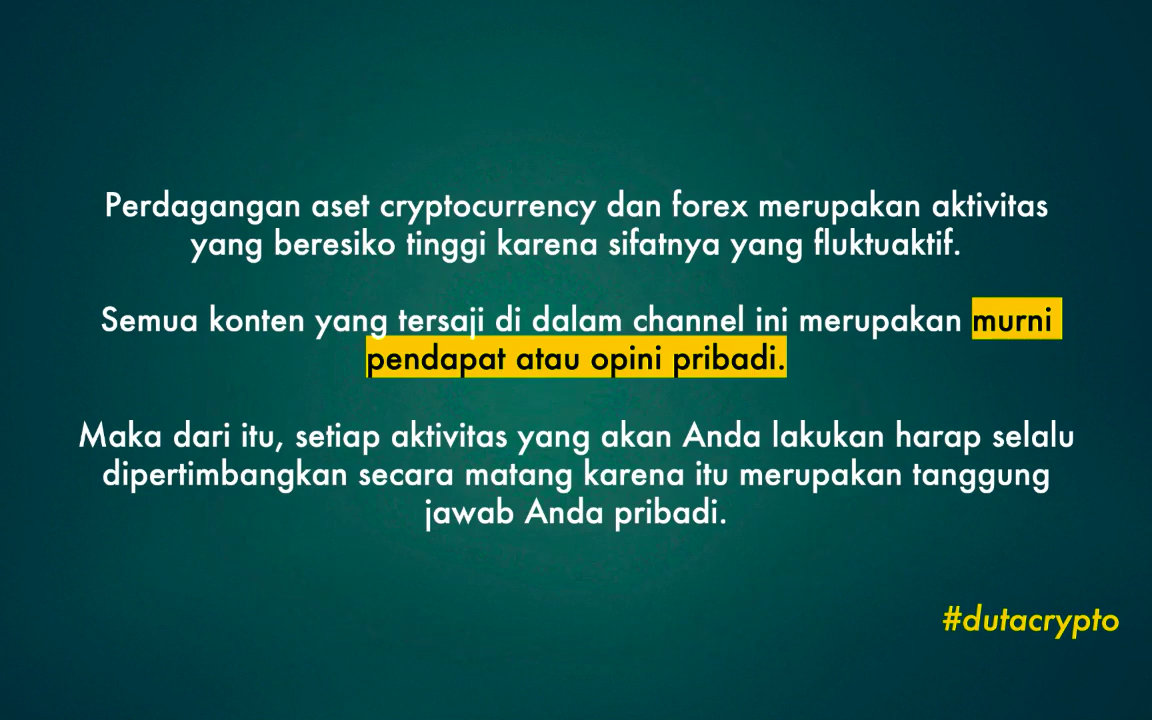 Perdagangan aset cryptocurrency dan forex merupakan aktivitas
yang beresiko tinggi karena sifatnya yang fluktuaktif.
Semua konten yang tersaji di dalam channel ini merupakan murni
pendapat atau opini pribadi.
Maka dari itu, setiap aktivitas yang akan Anda lakukan harap selalu
dipertimbangkan secara matang karena itu merupakan tanggung
jawab Anda pribadi.
#dutacrypto